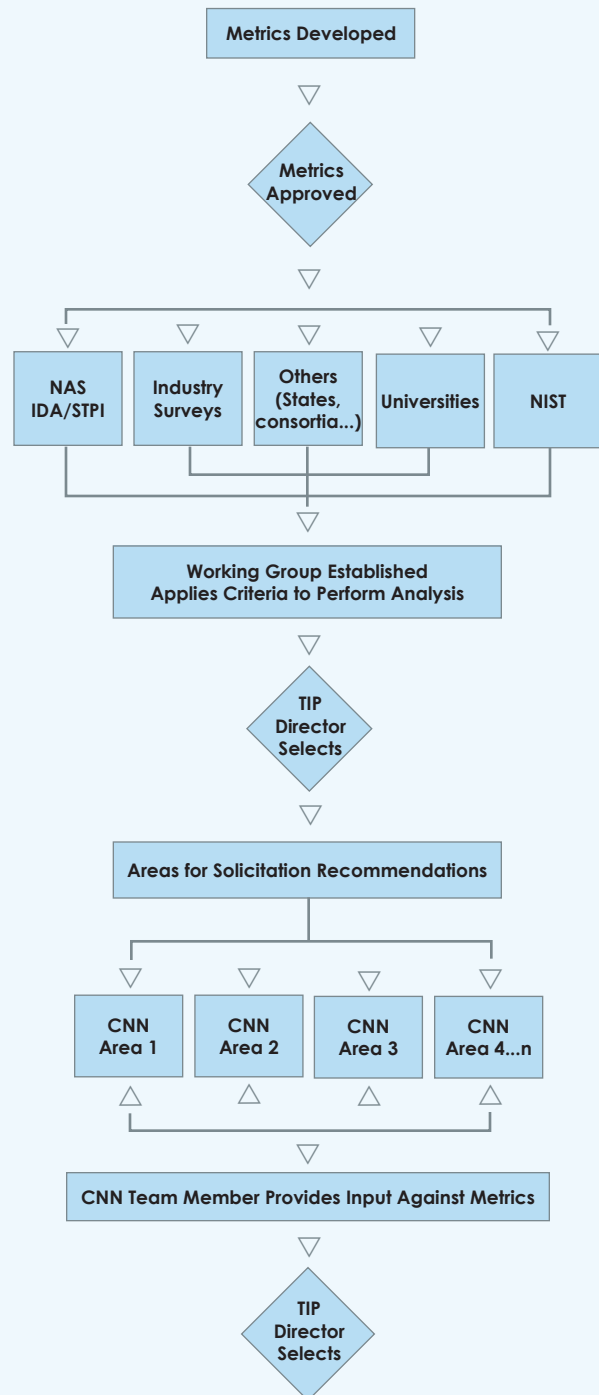 Metrics Developed
Metrics
Approved
NAS
IDA/STPI
Industry
Surveys
Others
(States,
consortia...)
Universities
NIST
Working Group Established
Applies Criteria to Perform Analysis
TIP
Director
Selects
Areas for Solicitation Recommendations
CNN
Area 1
CNN
Area 2
CNN
Area 3
CNN
Area 4...n
CNN Team Member Provides Input Against Metrics
TIP
Director
Selects